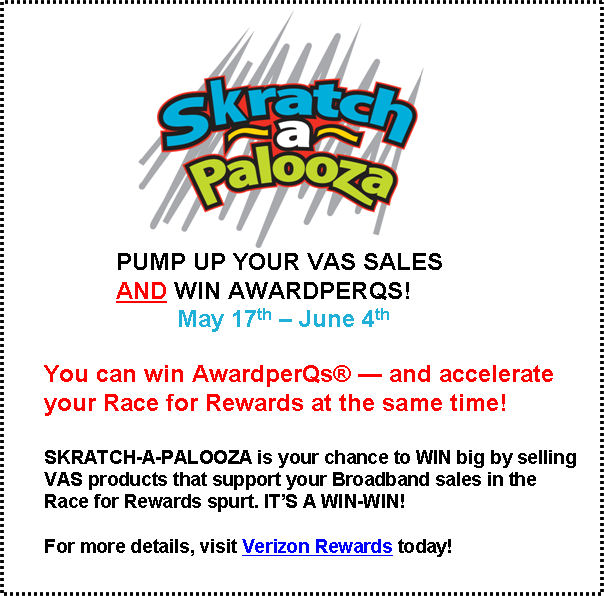 Skratch
a
Palooza
PUMP UP YOUR VAS SALES
AND WIN AWARDPERQS!
May 17th – June 4th
You can win AwardperQs® — and accelerate
your Race for Rewards at the same time!
SKRATCH-A-PALOOZA is your chance to WIN big by selling
VAS products that support your Broadband sales in the
Race for Rewards spurt. IT’S A WIN-WIN!
For more details, visit Verizon Rewards today!